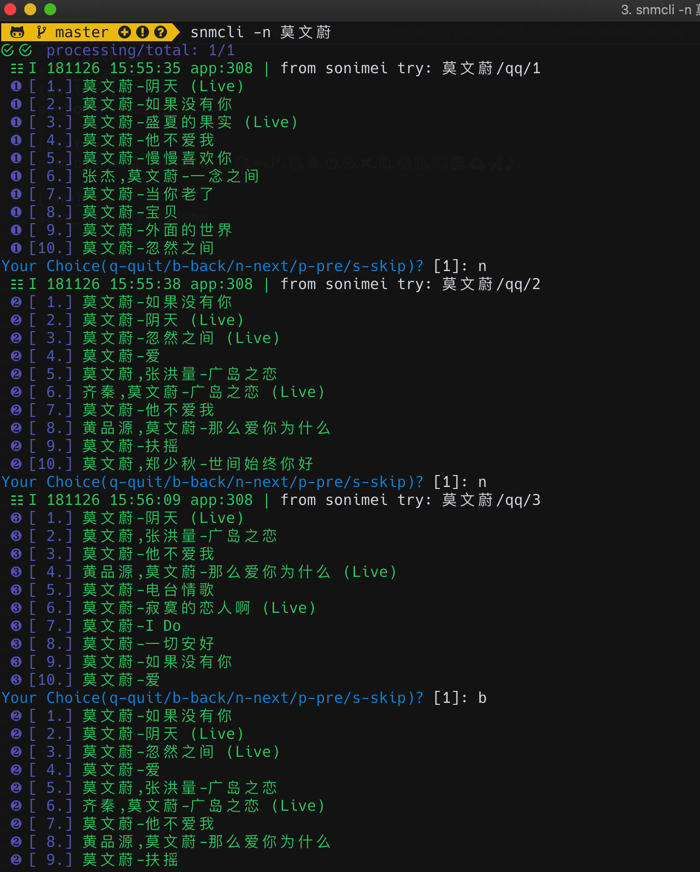 3. snmcli -n
master snmcli -n 莫文蔚
processing/total: 1/1
I 181126 15:55:35 app:308 | from sonimei try: 莫文蔚/qq/1
❶ [ 1.] 莫文蔚-阴天 (Live)
❶ [ 2.] 莫文蔚-如果没有你
❶ [ 3.] 莫文蔚-盛夏的果实 (Live)
❶ [ 4.] 莫文蔚-他不爱我
❶ [ 5.] 莫文蔚-慢慢喜欢你
❶ [ 6.] 张杰,莫文蔚-一念之间
❶ [ 7.] 莫文蔚-当你老了
❶ [ 8.] 莫文蔚-宝贝
❶ [ 9.] 莫文蔚-外面的世界
❶ [10.] 莫文蔚-忽然之间
Your Choice(q-quit/b-back/n-next/p-pre/s-skip)? [1]: n
I 181126 15:55:38 app:308 | from sonimei try: 莫文蔚/qq/2
❷ [ 1.] 莫文蔚-如果没有你
❷ [ 2.] 莫文蔚-阴天 (Live)
❷ [ 3.] 莫文蔚-忽然之间 (Live)
❷ [ 4.] 莫文蔚-爱
❷ [ 5.] 莫文蔚,张洪量-广岛之恋
❷ [ 6.] 齐秦,莫文蔚-广岛之恋 (Live)
❷ [ 7.] 莫文蔚-他不爱我
❷ [ 8.] 黄品源,莫文蔚-那么爱你为什么
❷ [ 9.] 莫文蔚-扶摇
❷ [10.] 莫文蔚,郑少秋-世间始终你好
Your Choice(q-quit/b-back/n-next/p-pre/s-skip)? [1]: n
I 181126 15:56:09 app:308 | from sonimei try: 莫文蔚/qq/3
❸ [ 1.] 莫文蔚-阴天 (Live)
❸ [ 2.] 莫文蔚,张洪量-广岛之恋
❸ [ 3.] 莫文蔚-他不爱我
❸ [ 4.] 黄品源,莫文蔚-那么爱你为什么 (Live)
❸ [ 5.] 莫文蔚-电台情歌
❸ [ 6.] 莫文蔚-寂寞的恋人啊 (Live)
❸ [ 7.] 莫文蔚-I Do
❸ [ 8.] 莫文蔚-一切安好
❸ [ 9.] 莫文蔚-如果没有你
❸ [10.] 莫文蔚-爱
Your Choice(q-quit/b-back/n-next/p-pre/s-skip)? [1]: b
❷ [ 1.] 莫文蔚-如果没有你
❷ [ 2.] 莫文蔚-阴天 (Live)
❷ [ 3.] 莫文蔚-忽然之间 (Live)
❷ [ 4.] 莫文蔚-爱
❷ [ 5.] 莫文蔚,张洪量-广岛之恋
❷ [ 6.] 齐秦,莫文蔚-广岛之恋 (Live)
❷ [ 7.] 莫文蔚-他不爱我
❷ [ 8.] 黄品源,莫文蔚-那么爱你为什么
❷ [ 9.] 莫文蔚-扶摇